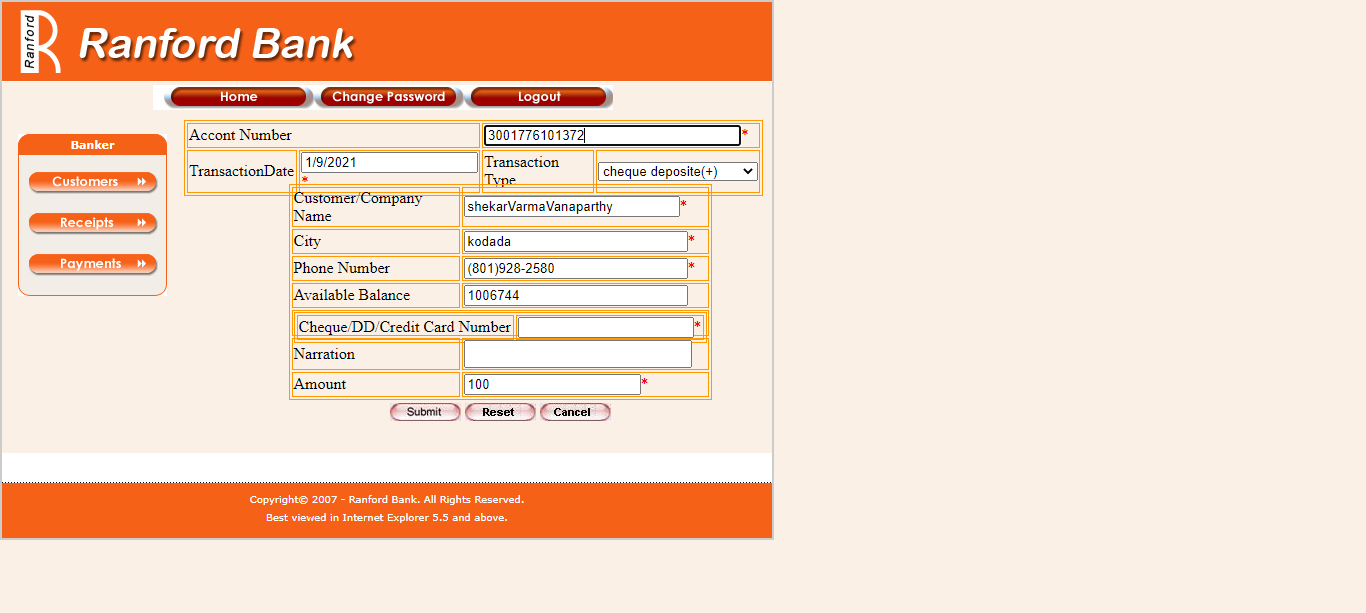 Ranford
Ranford Bank
Home Change Password Logout
Banker
Customers
Receipts
Payments
Accont Number 3001776101372 *
TransactionDate 1/9/2021 * Transaction Type cheque deposite(+)
Customer/Company Name shekarVarmaVanaparthy *
City kodada *
Phone Number (801)928-2580 *
Available Balance 1006744
Cheque/DD/Credit Card Number *
Narration
Amount 100 *
Submit Reset Cancel
Copyright© 2007 - Ranford Bank. All Rights Reserved.
Best viewed in Internet Explorer 5.5 and above.